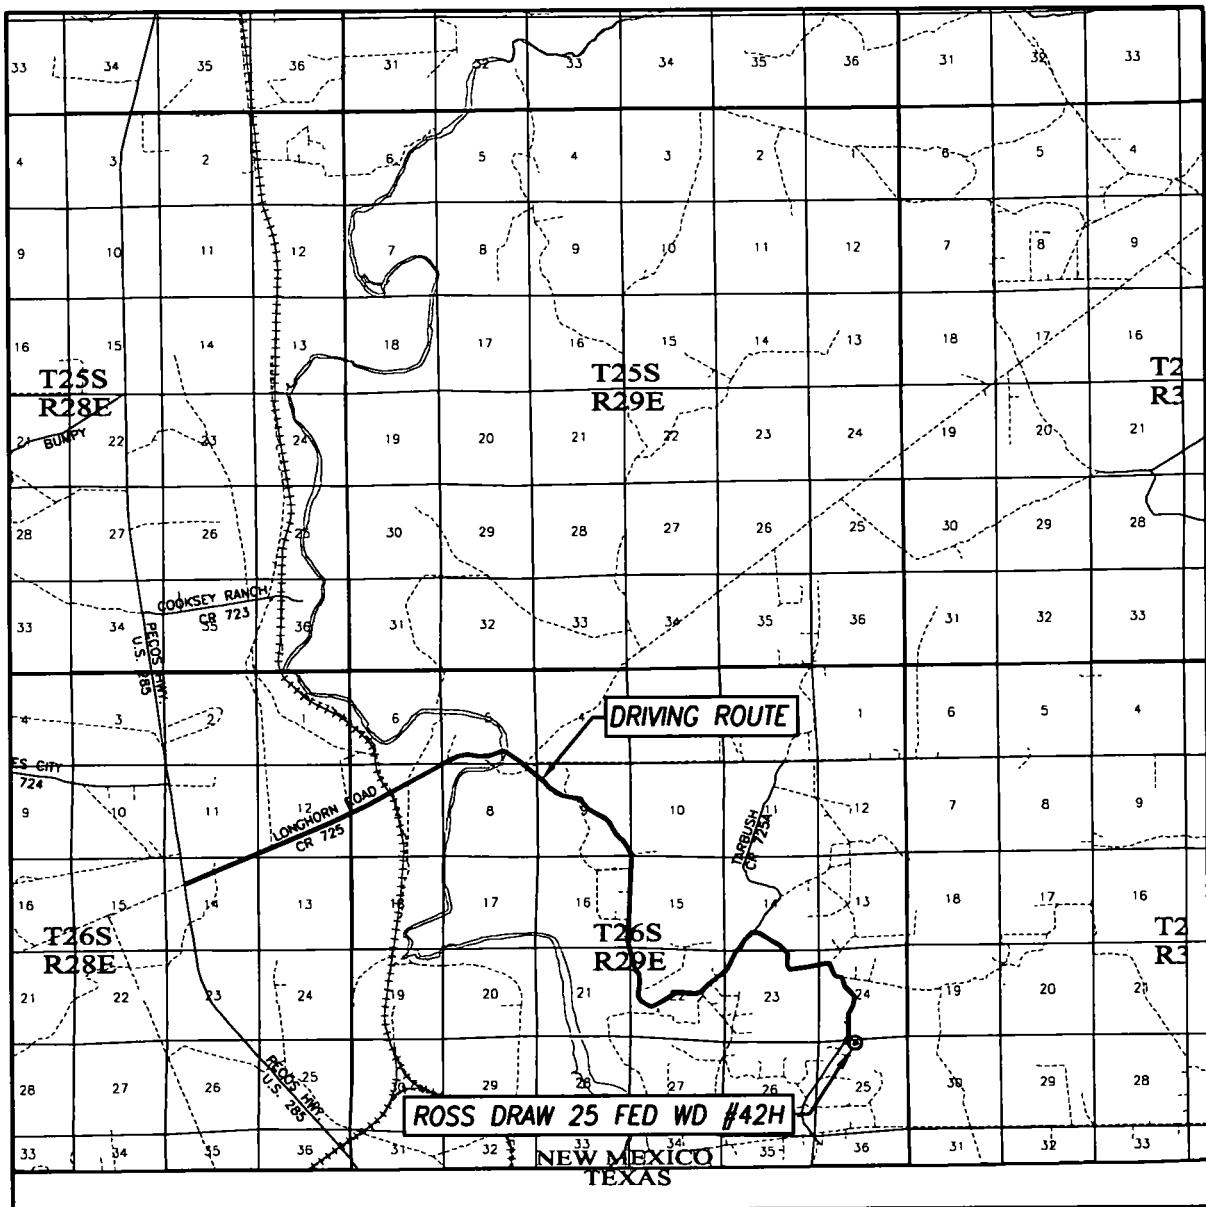 33 34 35 36 31 32 33 34 35 36 31 32 33
4 3 2 1 6 5 4 3 2 1 6 5 4
9 10 11 12 7 8 9 10 11 12 7 8 9
16 15 14 13 18 17 16 15 14 13 18 17 16
T25S T25S T2
R28E R29E R3
21 22 23 24 19 20 21 22 23 24 19 20 21
BUMPY
28 27 26 25 30 29 28 27 26 25 30 29 28
COOKSEY RANCH
CR 723
33 34 35 36 31 32 33 34 35 36 31 32 33
PECOS HWY.
U.S. 285
4 3 2 1 6 5 4 1 6 5 4
DRIVING ROUTE
ES CITY
724
9 10 11 12 8 9 10 11 12 7 8 9
LONGHORN ROAD
CR 725
TARBUSH
CR 725A
16 15 14 13 18 17 16 15 14 13 18 17 16
T26S T26S T2
R28E R29E R3
21 22 23 24 19 20 21 22 23 24 19 20 21
28 27 26 25 30 29 28 27 26 25 30 29 28
PECOS HWY.
U.S. 285
ROSS DRAW 25 FED WD #42H
33 34 35 36 31 32 33 34 35 36 31 32 33
NEW MEXICO
TEXAS